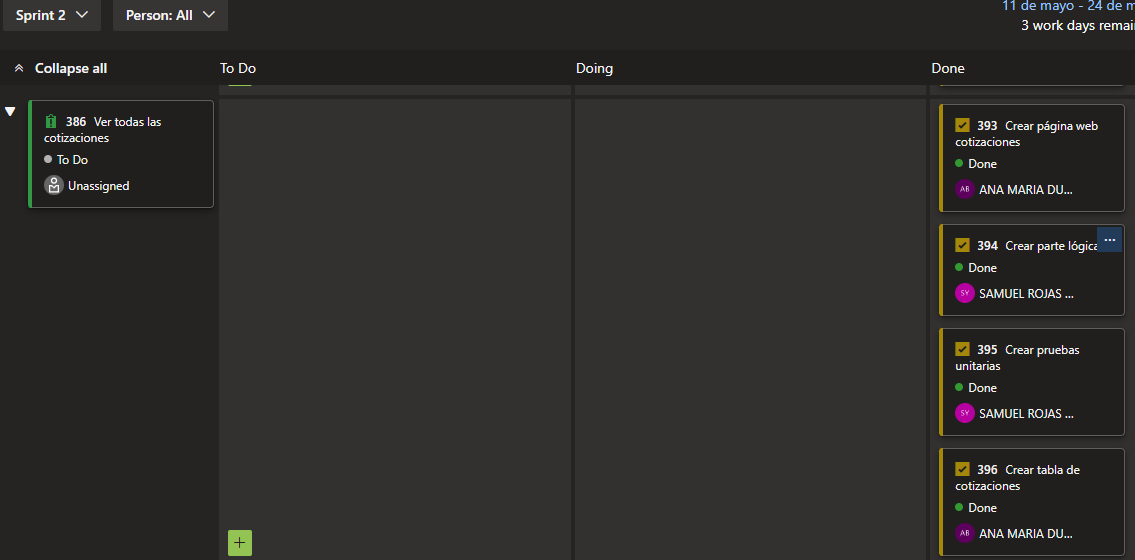 Sprint 2
Person: All
11 de mayo - 24 de m
3 work days remain
Collapse all
To Do
Doing
Done
386 Ver todas las
cotizaciones
To Do
Unassigned
393 Crear página web
cotizaciones
Done
AB ANA MARIA DU...
394 Crear parte lógica
...
Done
SY SAMUEL ROJAS ...
395 Crear pruebas
unitarias
Done
SY SAMUEL ROJAS ...
396 Crear tabla de
cotizaciones
Done
AB ANA MARIA DU...